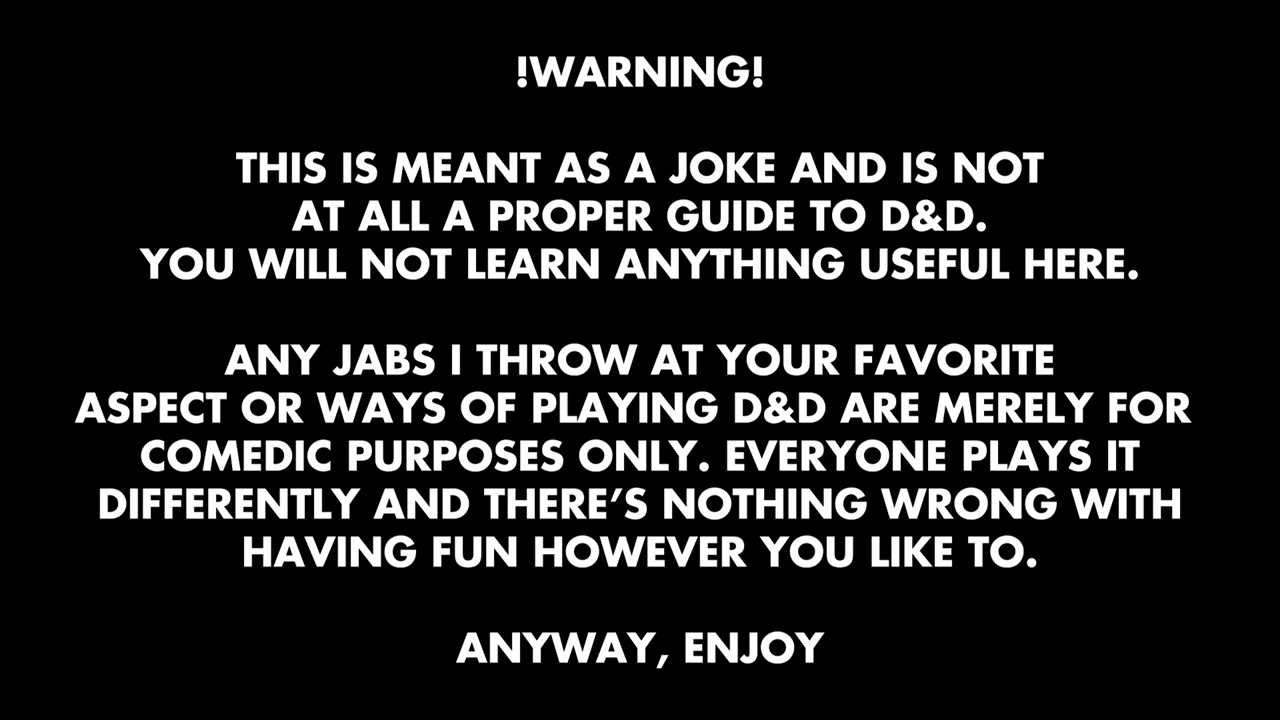 !WARNING!
THIS IS MEANT AS A JOKE AND IS NOT
AT ALL A PROPER GUIDE TO D&D.
YOU WILL NOT LEARN ANYTHING USEFUL HERE.
ANY JABS I THROW AT YOUR FAVORITE
ASPECT OR WAYS OF PLAYING D&D ARE MERELY FOR
COMEDIC PURPOSES ONLY. EVERYONE PLAYS IT
DIFFERENTLY AND THERE’S NOTHING WRONG WITH
HAVING FUN HOWEVER YOU LIKE TO.
ANYWAY, ENJOY